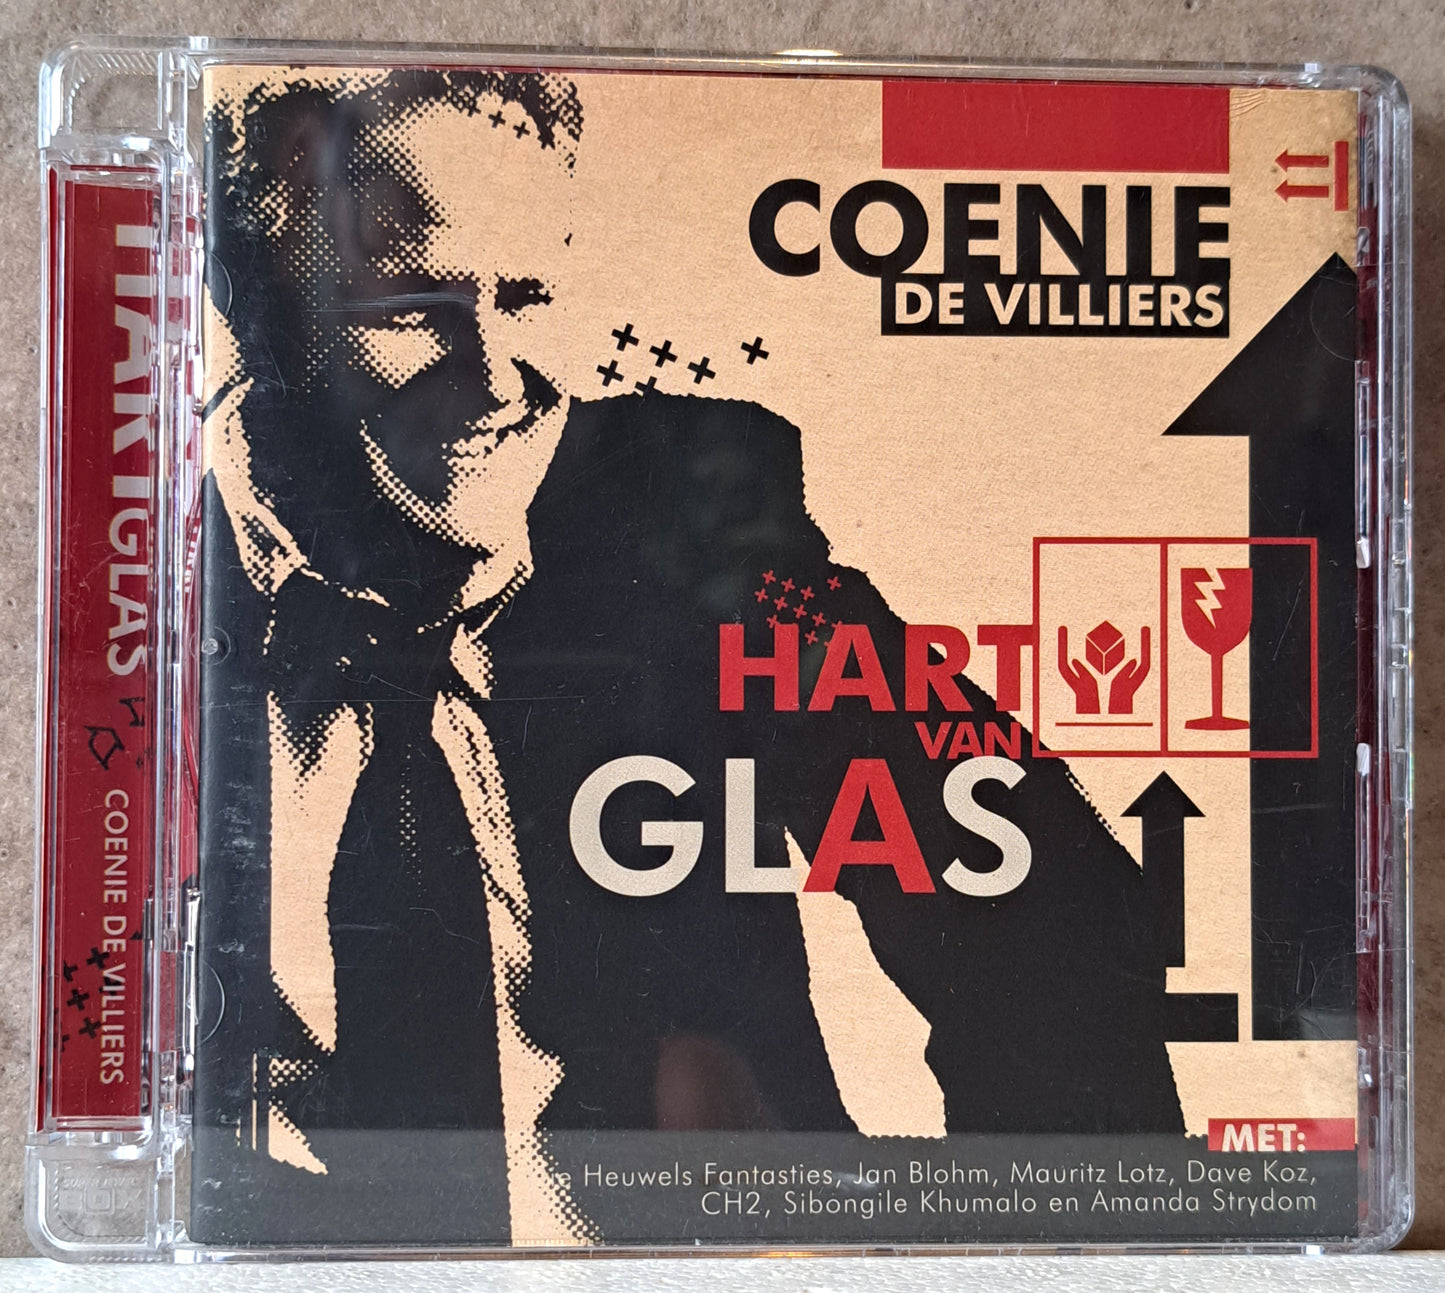 COENIE
DE VILLIERS
HART
VAN
GLAS
MET:
Heuwels Fantasties, Jan Blohm, Mauritz Lotz, Dave Koz,
CH2, Sibongile Khumalo en Amanda Strydom
GLAS
COENIE DE VILLIERS